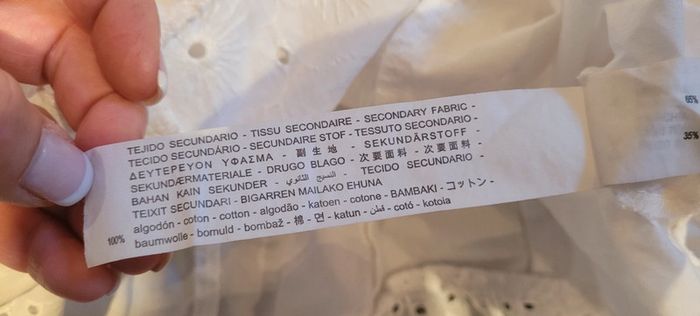 TEJIDO SECUNDARIO - TISSU SECONDAIRE - SECONDARY FABRIC -
TECIDO SECUNDÁRIO - SECUNDAIRE STOF - TESSUTO SECONDARIO -
ΔΕΥΤΕΡΕΥΟΝ ΥΦΑΣΜΑ - 副生地 - SEKUNDÄRSTOFF -
SEKUNDÆRMATERIALE - DRUGO BLAGO - 次要面料 - 次要面料 -
BAHAN KAIN SEKUNDER - النسيج الثانوي - TECIDO SECUNDARIO -
TEIXIT SECUNDARI - BIGARREN MAILAKO EHUNA
algodón - coton - cotton - algodão - katoen - cotone - BAMBAKI - コットン -
100% baumwolle - bomuld - bombaž - 棉 - 면 - katun - قطن - cotó - kotoia
65%
35%